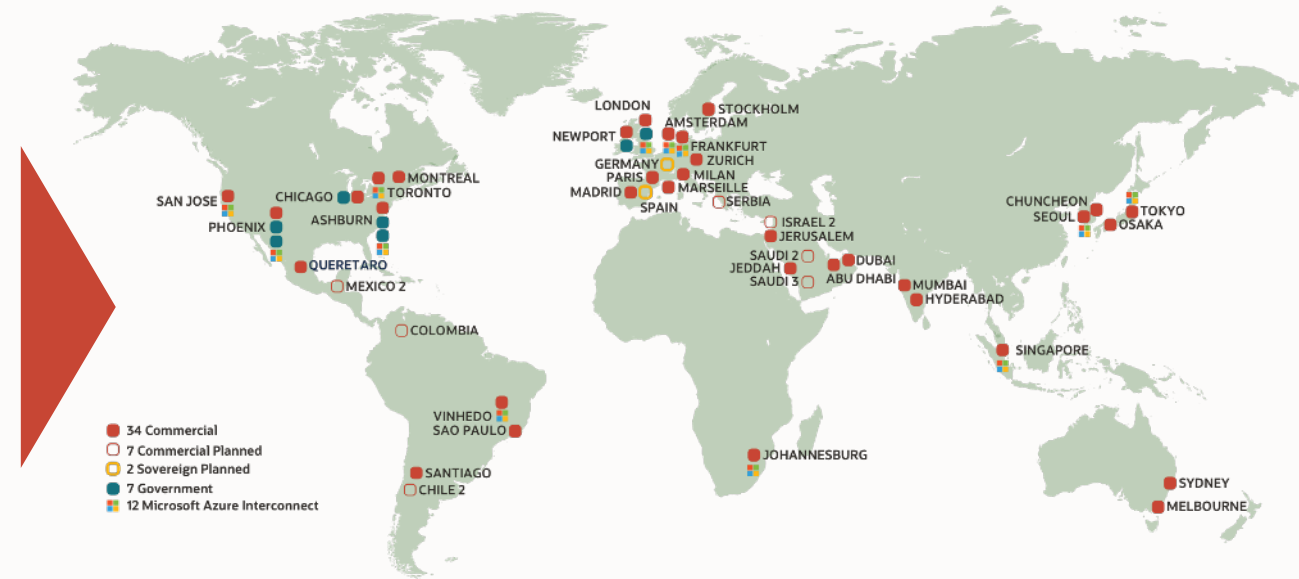 LONDON
STOCKHOLM
AMSTERDAM
NEWPORT
FRANKFURT
GERMANY
ZURICH
PARIS
MILAN
MADRID
MARSEILLE
SPAIN
SERBIA
MONTREAL
TORONTO
CHICAGO
SAN JOSE
ASHBURN
PHOENIX
QUERETARO
MEXICO 2
COLOMBIA
ISRAEL 2
JERUSALEM
SAUDI 2
JEDDAH
SAUDI 3
DUBAI
ABU DHABI
MUMBAI
HYDERABAD
CHUNCHEON
SEOUL
TOKYO
OSAKA
SINGAPORE
VINHEDO
SAO PAULO
SANTIAGO
CHILE 2
JOHANNESBURG
SYDNEY
MELBOURNE
34 Commercial
7 Commercial Planned
2 Sovereign Planned
7 Government
12 Microsoft Azure Interconnect